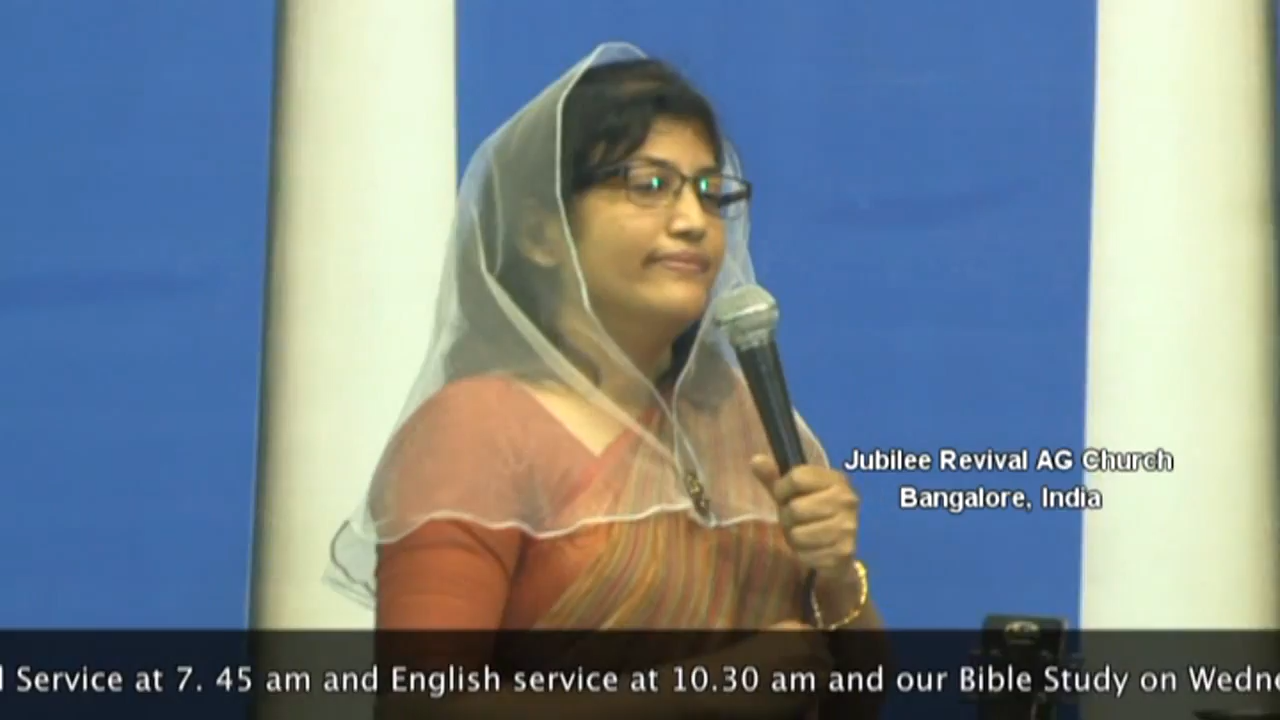 Jubilee Revival AG Church
Bangalore, India
Service at 7. 45 am and English service at 10.30 am and our Bible Study on